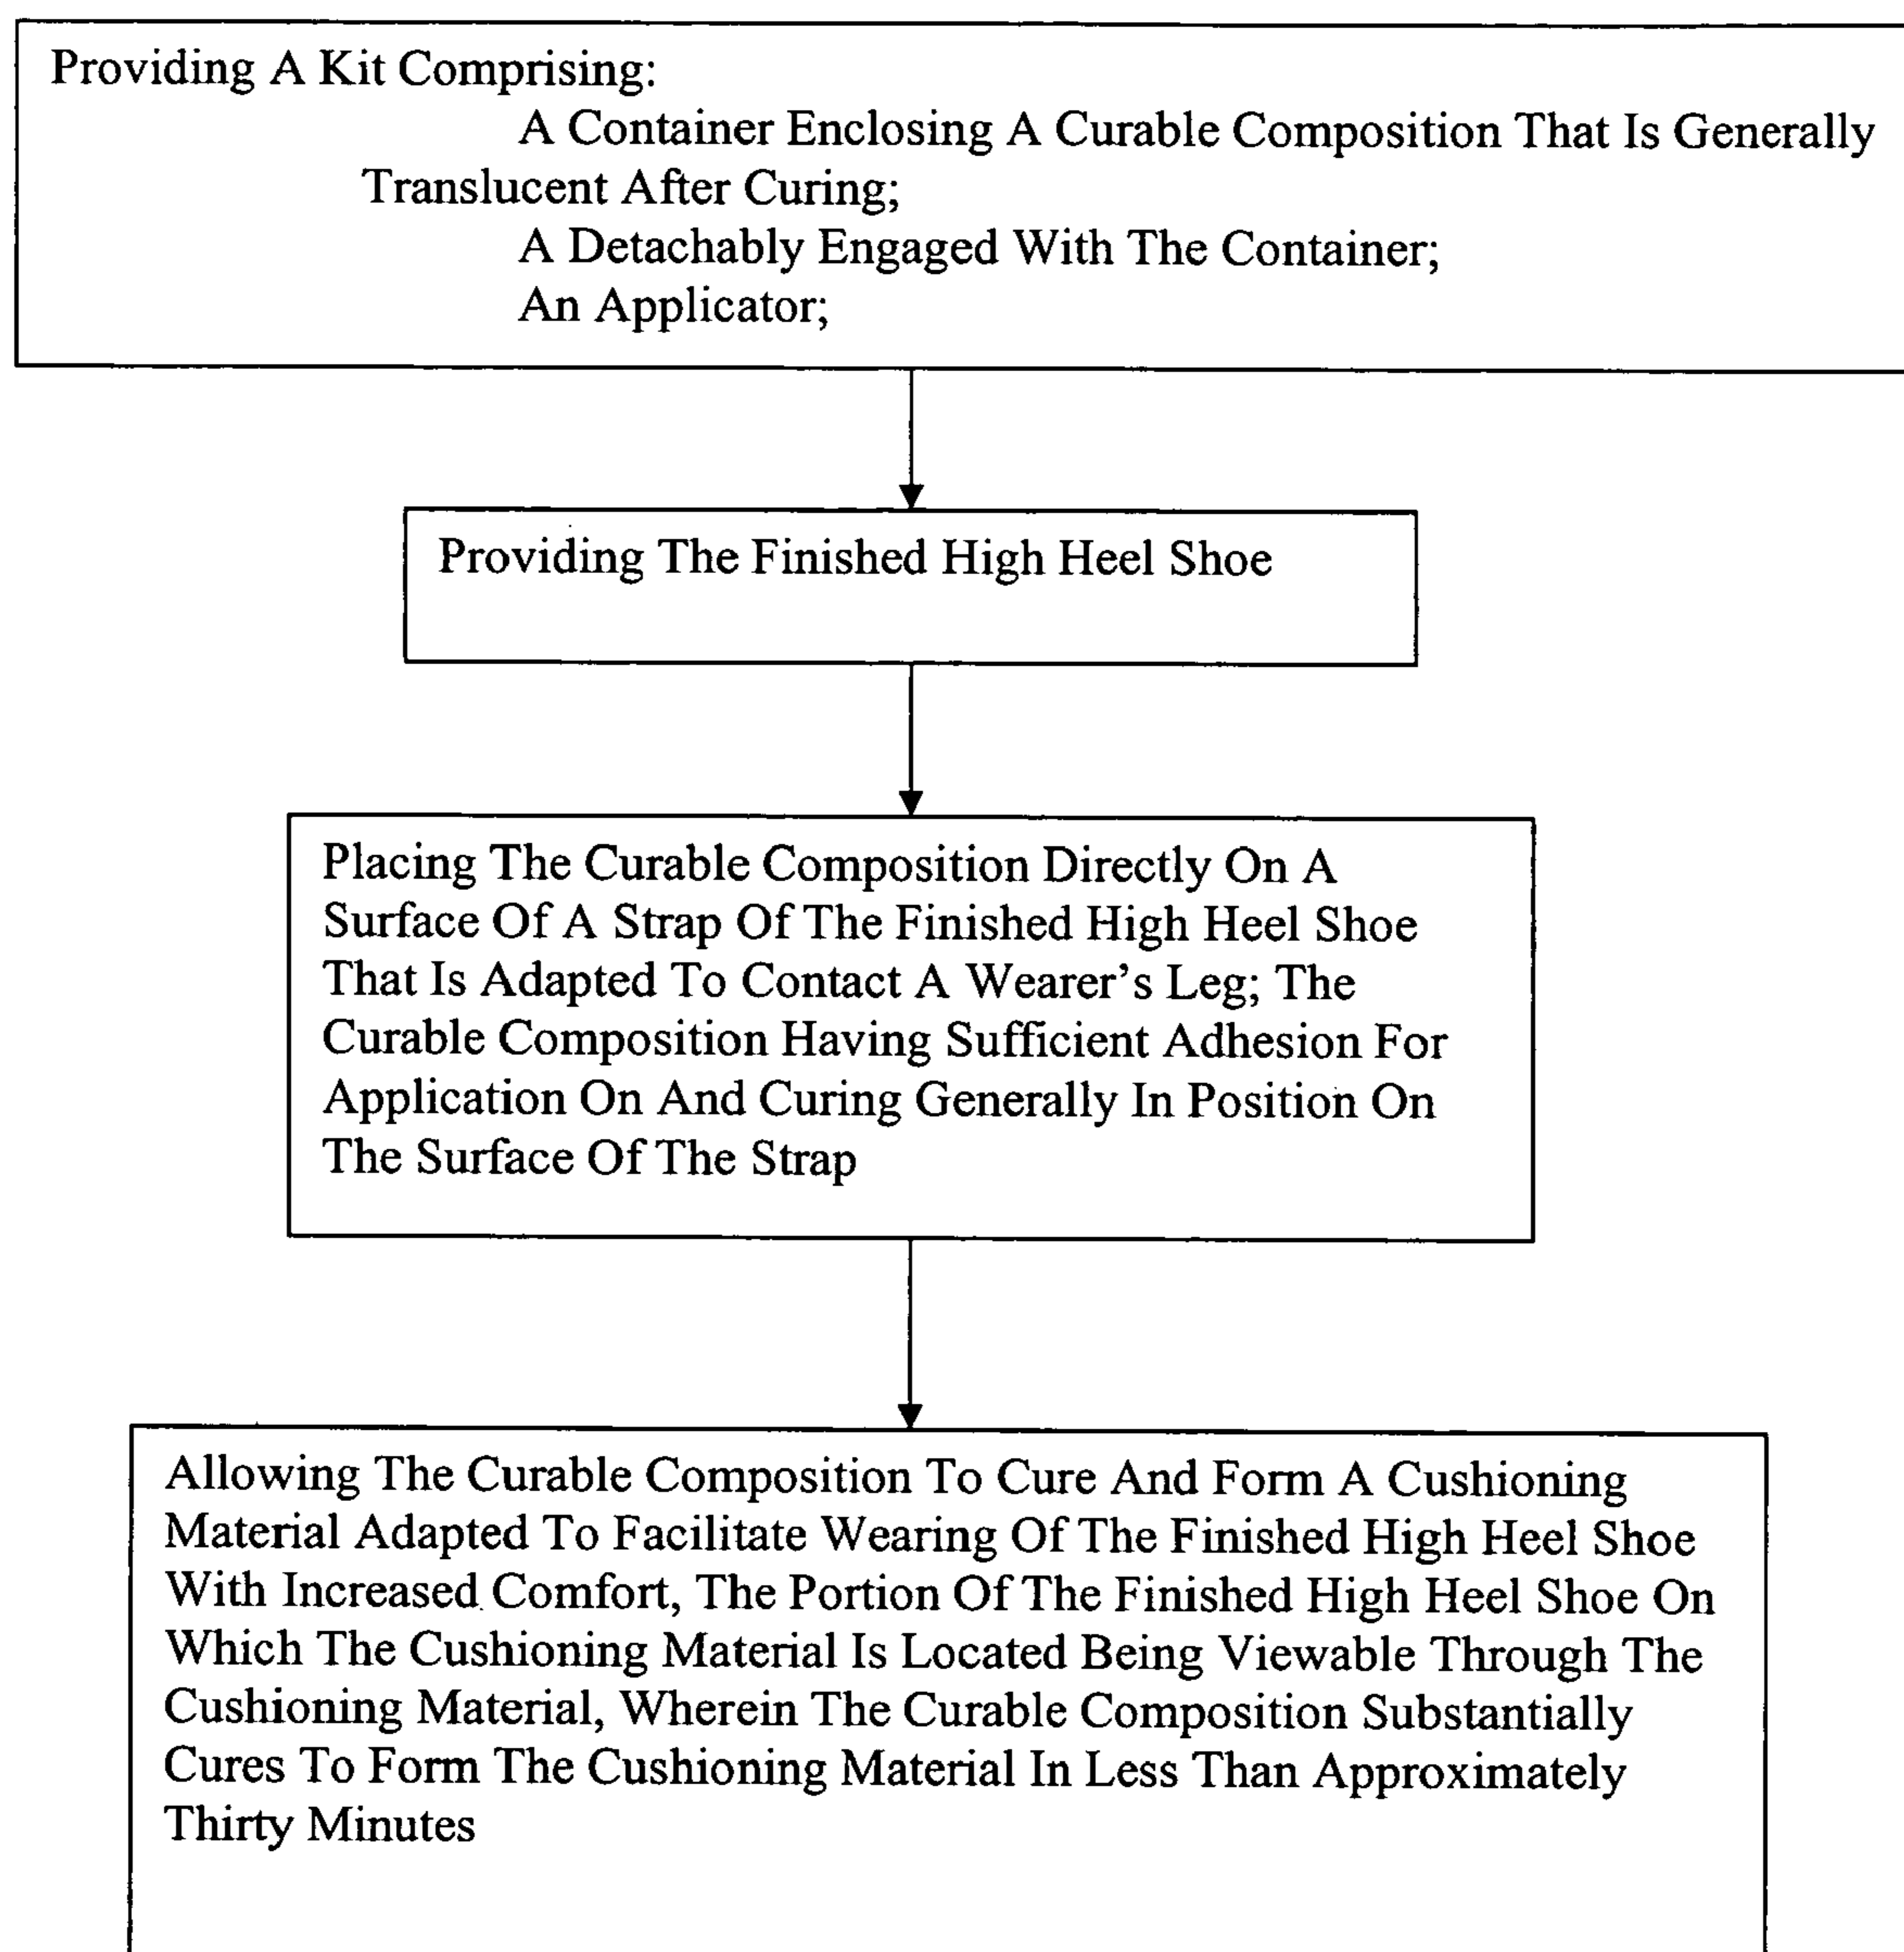 Providing A Kit Comprising:
A Container Enclosing A Curable Composition That Is Generally
Translucent After Curing;
A Detachably Engaged With The Container;
An Applicator;
Providing The Finished High Heel Shoe
Placing The Curable Composition Directly On A
Surface Of A Strap Of The Finished High Heel Shoe
That Is Adapted To Contact A Wearer's Leg; The
Curable Composition Having Sufficient Adhesion For
Application On And Curing Generally In Position On
The Surface Of The Strap
Allowing The Curable Composition To Cure And Form A Cushioning
Material Adapted To Facilitate Wearing Of The Finished High Heel Shoe
With Increased Comfort, The Portion Of The Finished High Heel Shoe On
Which The Cushioning Material Is Located Being Viewable Through The
Cushioning Material, Wherein The Curable Composition Substantially
Cures To Form The Cushioning Material In Less Than Approximately
Thirty Minutes